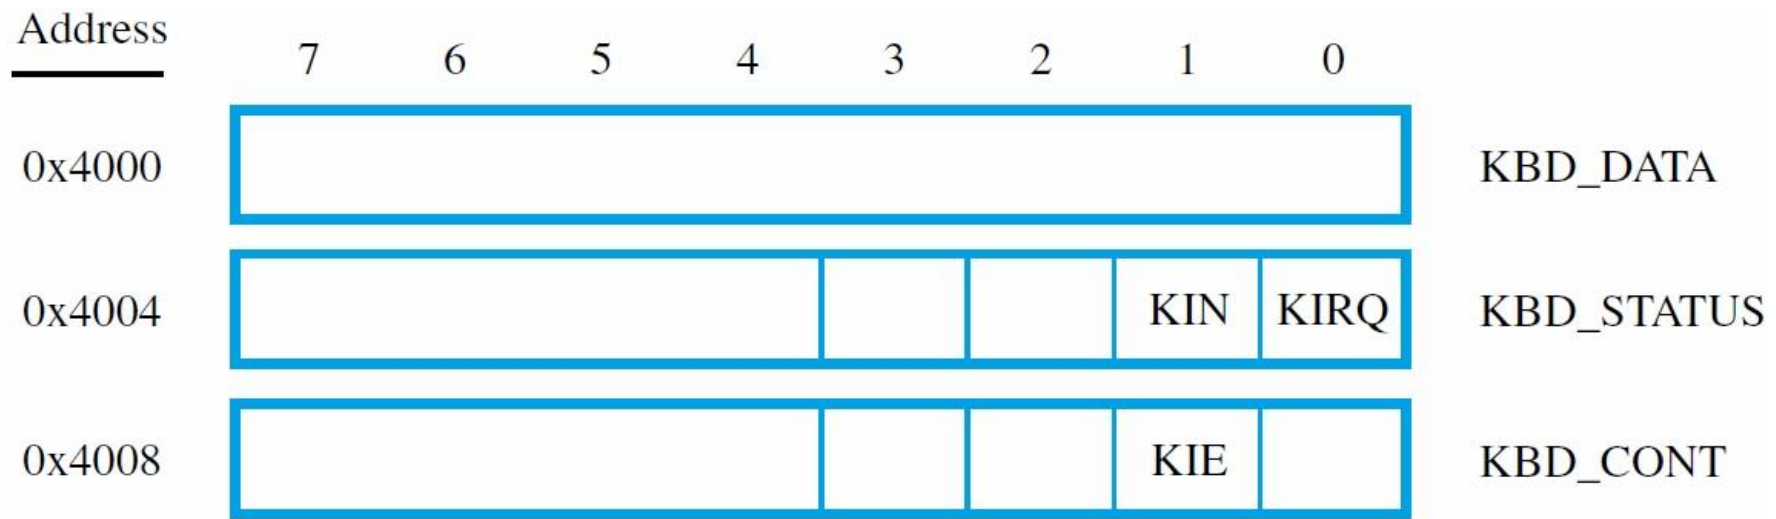 Address
7 6 5 4 3 2 1 0
0x4000 KBD_DATA
0x4004 KIN KIRQ KBD_STATUS
0x4008 KIE KBD_CONT